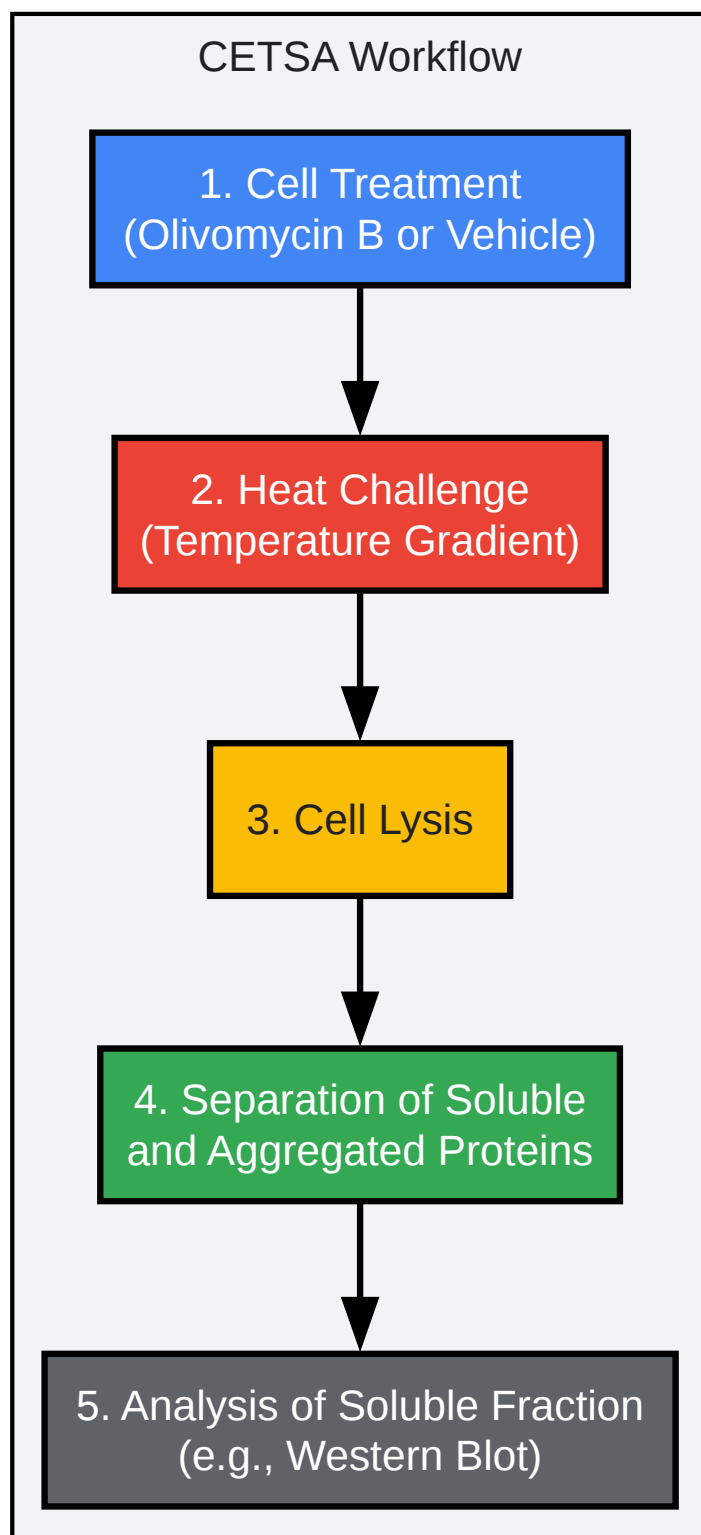 CETSA Workflow
1. Cell Treatment
(Olivomycin B or Vehicle)
2. Heat Challenge
(Temperature Gradient)
3. Cell Lysis
4. Separation of Soluble
and Aggregated Proteins
5. Analysis of Soluble Fraction
(e.g., Western Blot)